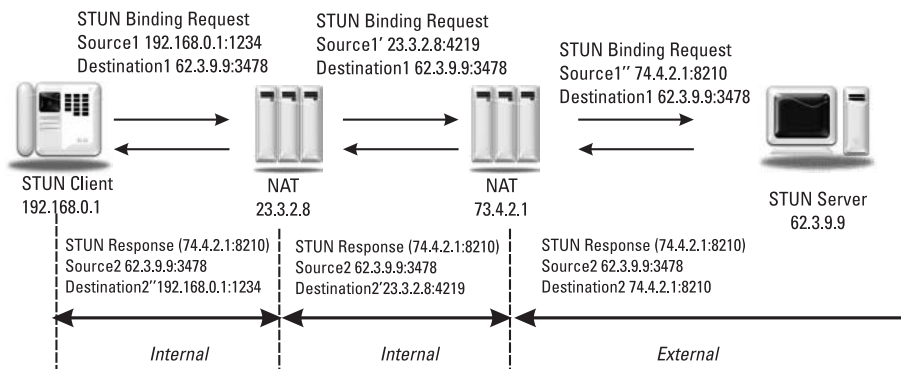 STUN Binding Request
Source1 192.168.0.1:1234
Destination1 62.3.9.9:3478
STUN Binding Request
Source1' 23.3.2.8:4219
Destination1 62.3.9.9:3478
STUN Binding Request
Source1'' 74.4.2.1:8210
Destination1 62.3.9.9:3478
STUN Client
192.168.0.1
NAT
23.3.2.8
NAT
73.4.2.1
STUN Server
62.3.9.9
STUN Response (74.4.2.1:8210)
Source2 62.3.9.9:3478
Destination2''192.168.0.1:1234
STUN Response (74.4.2.1:8210)
Source2 62.3.9.9:3478
Destination2'23.3.2.8:4219
STUN Response (74.4.2.1:8210)
Source2 62.3.9.9:3478
Destination2 74.4.2.1:8210
Internal
Internal
External